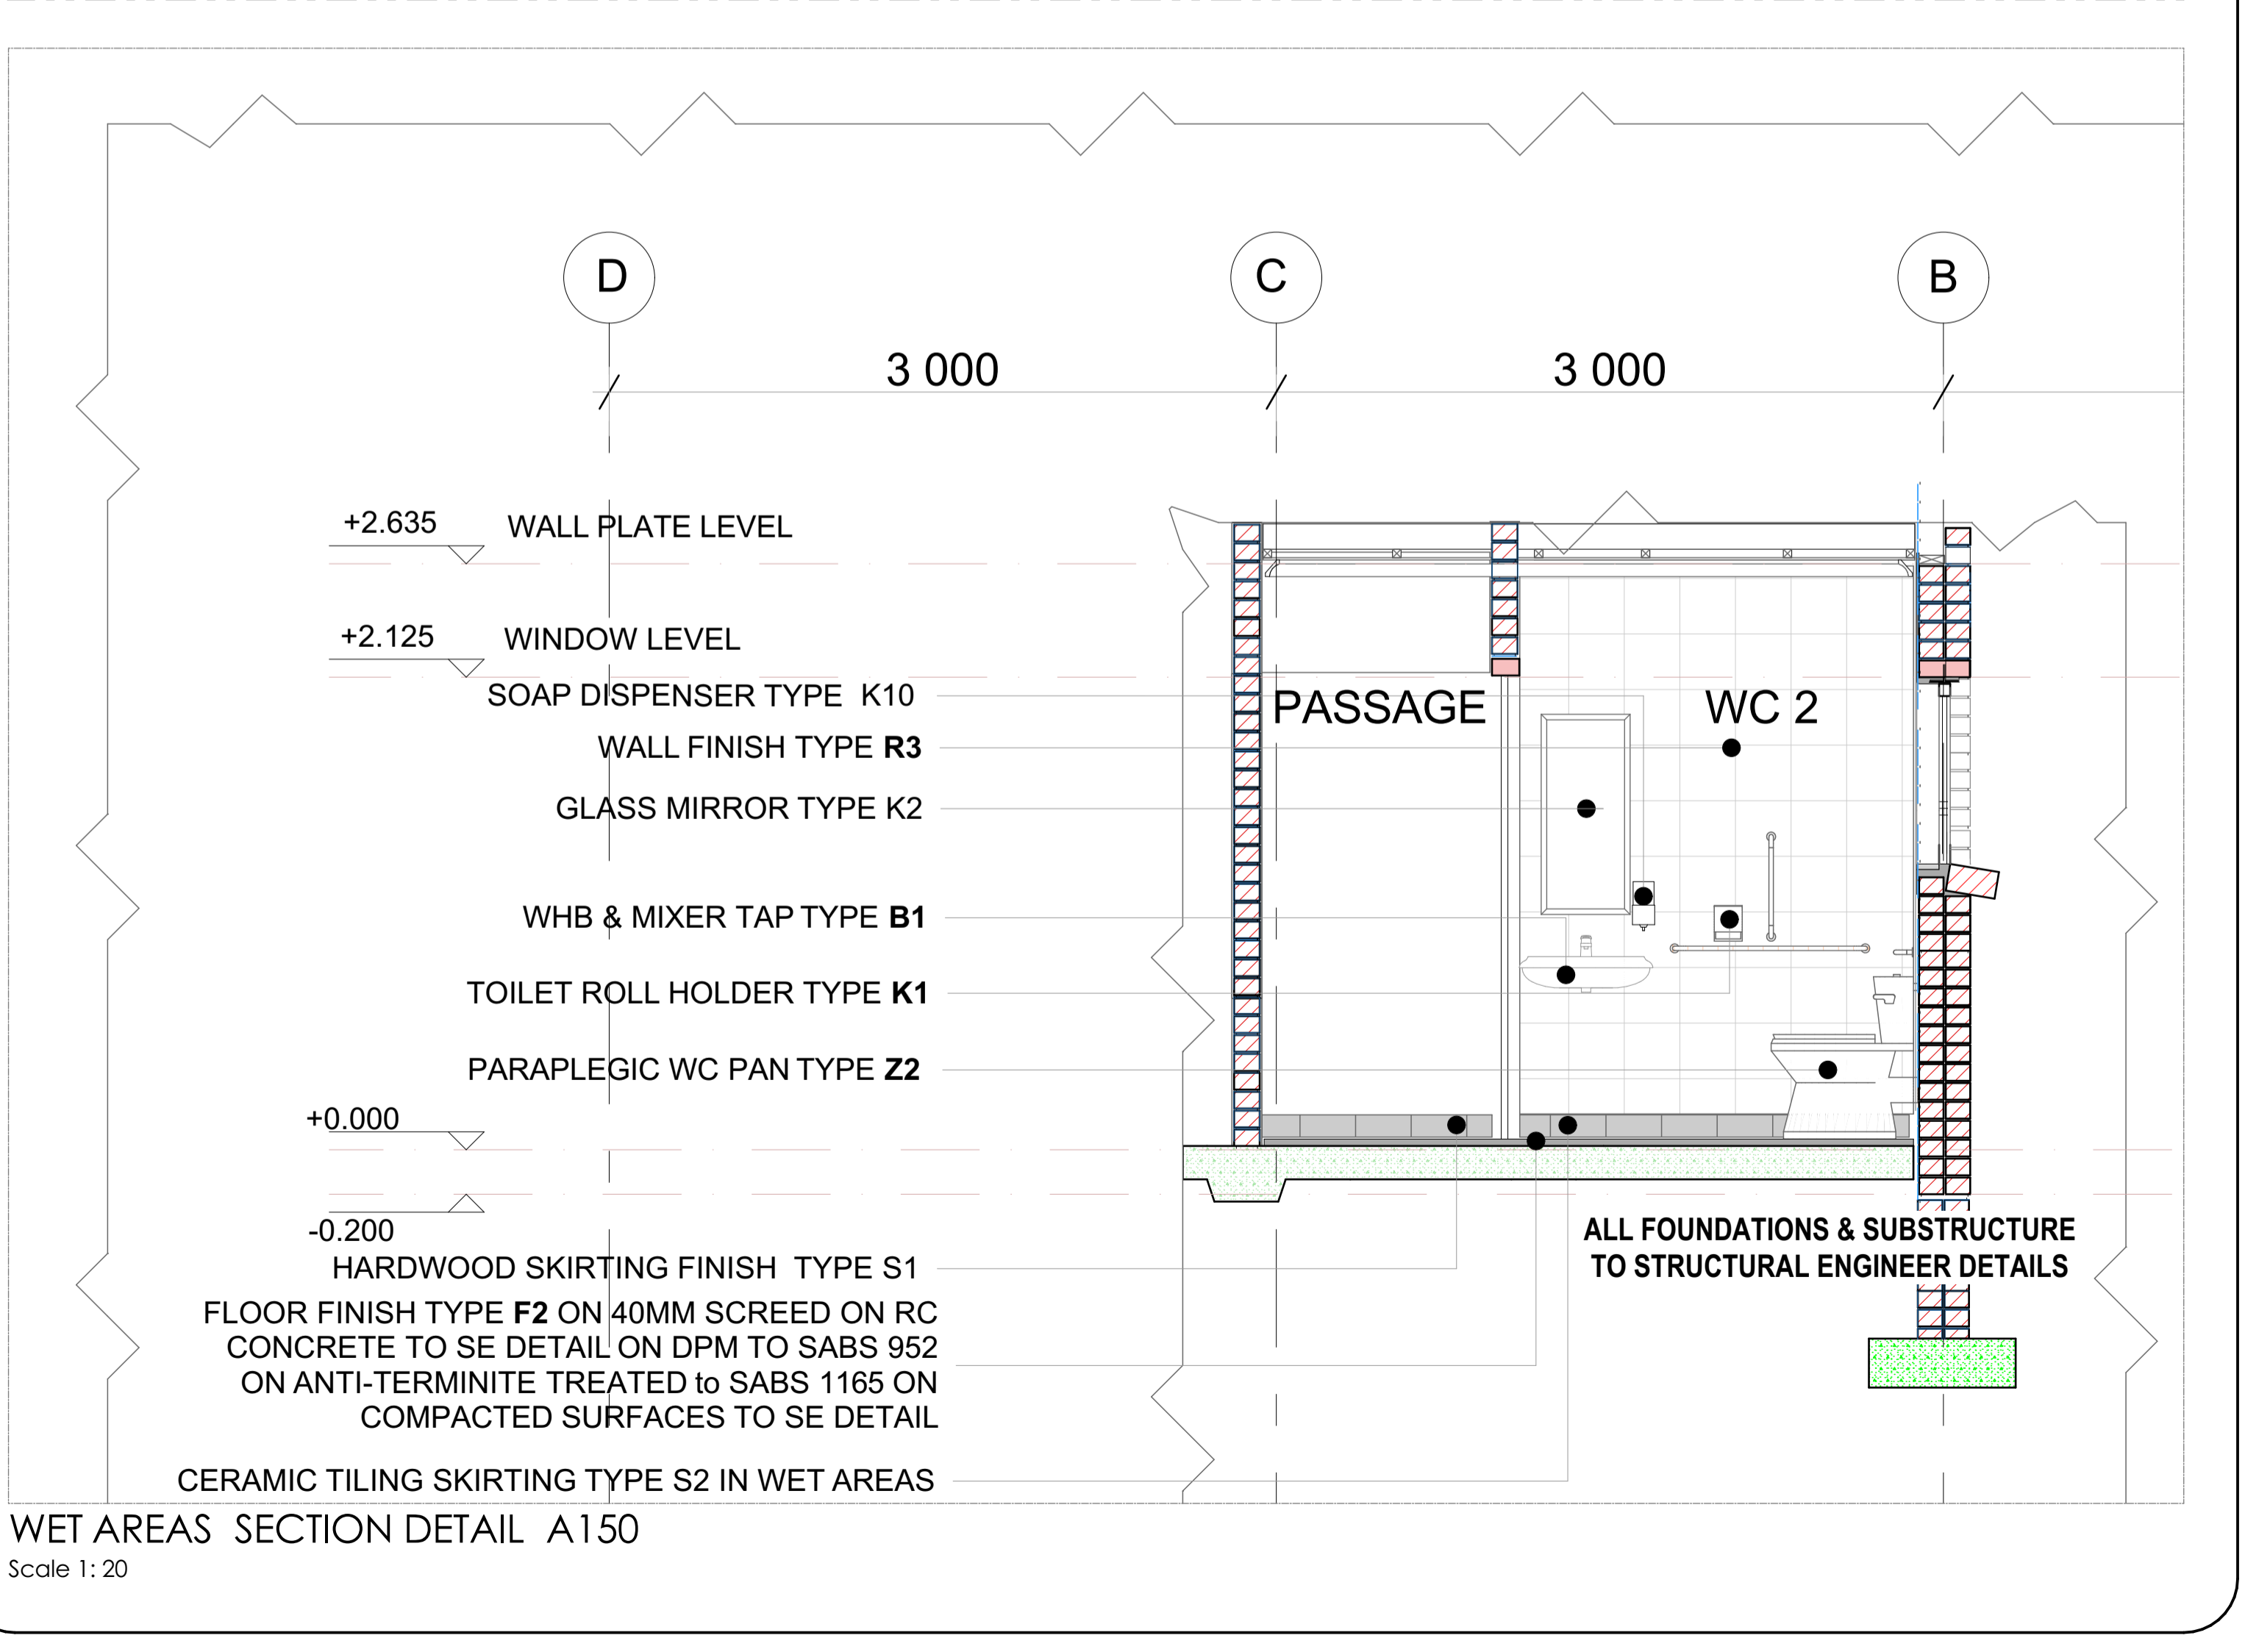 D
C
B
3 000
3 000
+2.635
WALL PLATE LEVEL
+2.125
WINDOW LEVEL
SOAP DISPENSER TYPE K10
PASSAGE
WC 2
WALL FINISH TYPE R3
GLASS MIRROR TYPE K2
WHB & MIXER TAP TYPE B1
TOILET ROLL HOLDER TYPE K1
PARAPLEGIC WC PAN TYPE Z2
+0.000
-0.200
ALL FOUNDATIONS & SUBSTRUCTURE
TO STRUCTURAL ENGINEER DETAILS
HARDWOOD SKIRTING FINISH TYPE S1
FLOOR FINISH TYPE F2 ON 40MM SCREED ON RC
CONCRETE TO SE DETAIL ON DPM TO SABS 952
ON ANTI-TERMINITE TREATED to SABS 1165 ON
COMPACTED SURFACES TO SE DETAIL
CERAMIC TILING SKIRTING TYPE S2 IN WET AREAS
WET AREAS SECTION DETAIL A150
Scale 1: 20